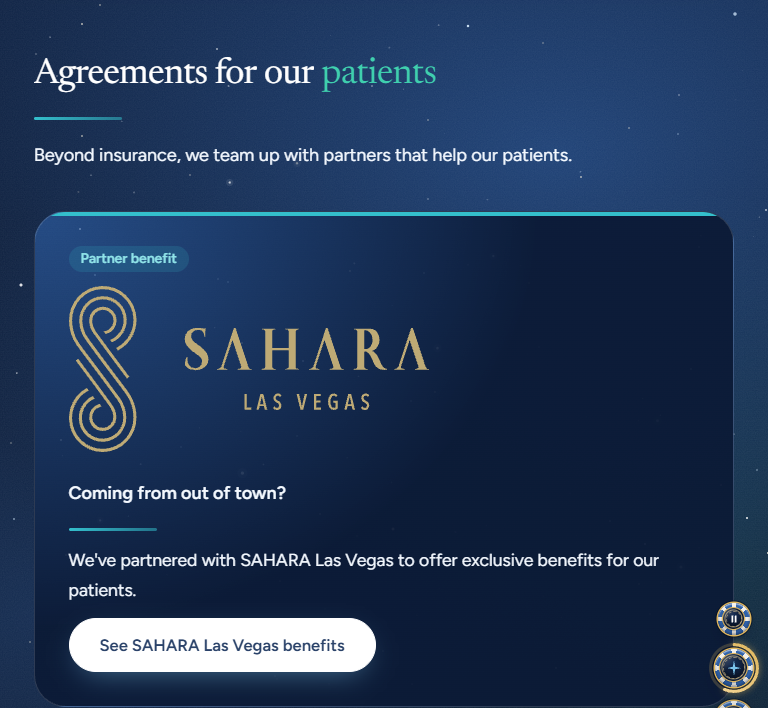 Agreements for our patients
Beyond insurance, we team up with partners that help our patients.
Partner benefit
SAHARA
LAS VEGAS
Coming from out of town?
We've partnered with SAHARA Las Vegas to offer exclusive benefits for our
patients.
See SAHARA Las Vegas benefits